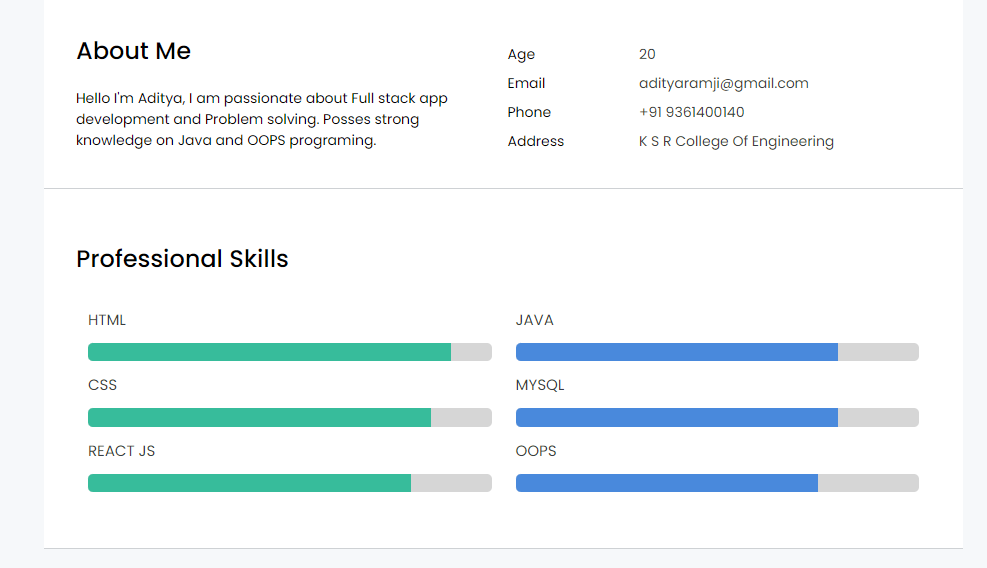 About Me
Hello I'm Aditya, I am passionate about Full stack app
development and Problem solving. Posses strong
knowledge on Java and OOPS programing.
Age 20
Email adityaramji@gmail.com
Phone +91 9361400140
Address K S R College Of Engineering
Professional Skills
HTML
CSS
REACT JS
JAVA
MYSQL
OOPS